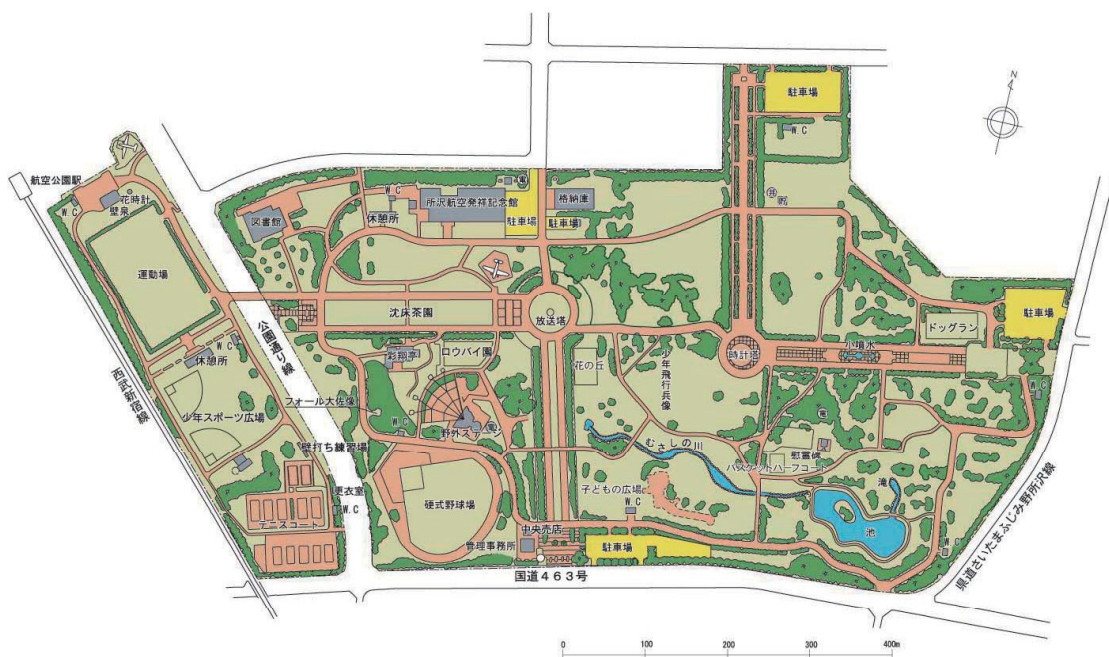 N
駐車場
W.C
航空公園駅
W.C
花時計
壁泉
図書館
W.C
休憩所
所沢航空発祥記念館
電
駐車場
格納庫
駐車場
運動場
沈床茶園
放送塔
ドッグラン
駐車場
小噴水
時計塔
公園通り線
W.C
休憩所
彩翔亭
ロウバイ園
花の丘
少年飛行兵像
W.C
西武新宿線
フォール大佐像
少年スポーツ広場
W.C
野外ステージ
電
電
むさしの川
慰霊碑
バスケットハーフコート
壁打ち練習場
更衣室
W.C
テニスコート
硬式野球場
子どもの広場
W.C
滝
池
W.C
中央売店
管理事務所
駐車場
国道463号
県道さいたまふじみ野所沢線
0 100 200 300 400m